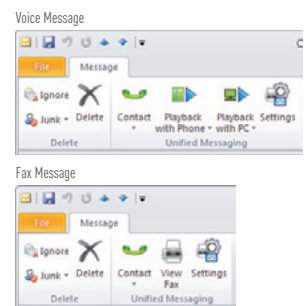 Voice Message
File Message
Ignore
Junk Delete Contact Playback with Phone Playback with PC Settings
Delete Unified Messaging
Fax Message
File Message
Ignore
Junk Delete Contact View Fax Settings
Delete Unified Messaging